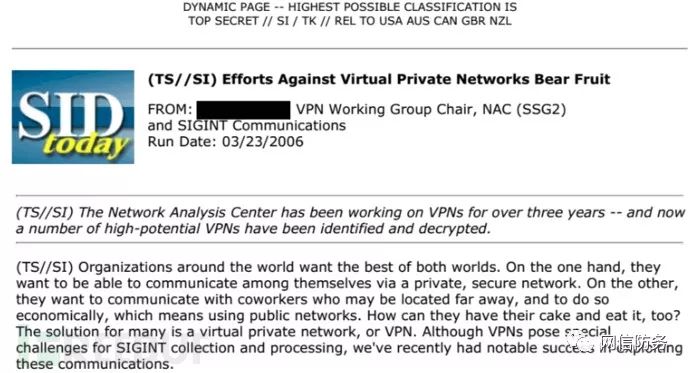 DYNAMIC PAGE -- HIGHEST POSSIBLE CLASSIFICATION IS
TOP SECRET // SI / TK // REL TO USA AUS CAN GBR NZL
SID
today
(TS//SI) Efforts Against Virtual Private Networks Bear Fruit
FROM: VPN Working Group Chair, NAC (SSG2)
and SIGINT Communications
Run Date: 03/23/2006
(TS//SI) The Network Analysis Center has been working on VPNs for over three years -- and now
a number of high-potential VPNs have been identified and decrypted.
(TS//SI) Organizations around the world want the best of both worlds. On the one hand, they
want to be able to communicate among themselves via a private, secure network. On the other,
they want to communicate with coworkers who may be located far away, and to do so
economically, which means using public networks. How can they have their cake and eat it, too?
The solution for many is a virtual private network, or VPN. Although VPNs pose special
challenges for SIGINT collection and processing, we've recently had notable success in exploiting
these communications.
网信防务